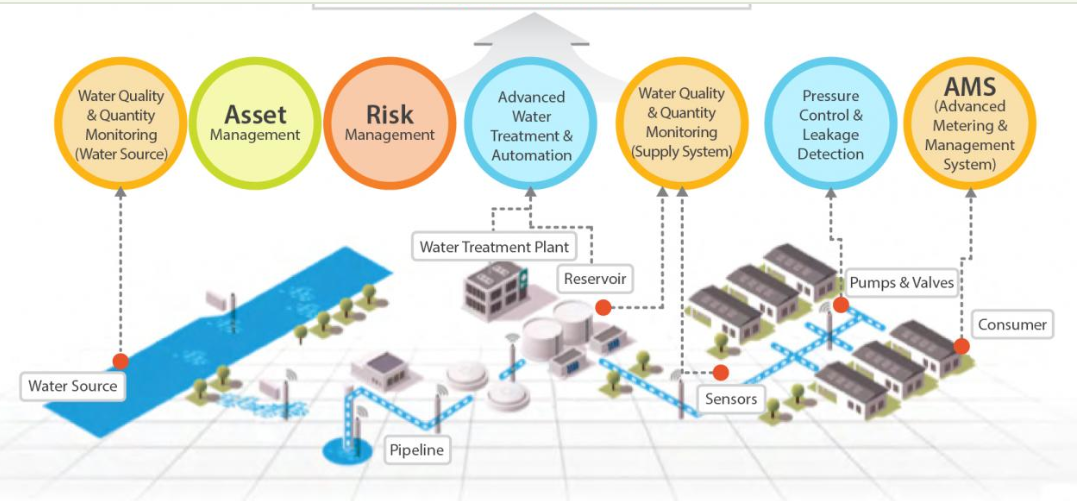 Water Quality
& Quantity
Monitoring
(Water Source)
Asset
Management
Risk
Management
Advanced
Water
Treatment &
Automation
Water Quality
& Quantity
Monitoring
(Supply System)
Pressure
Control &
Leakage
Detection
AMS
(Advanced
Metering &
Management
System)
Water Treatment Plant
Reservoir
Pumps & Valves
Consumer
Water Source
Sensors
Pipeline